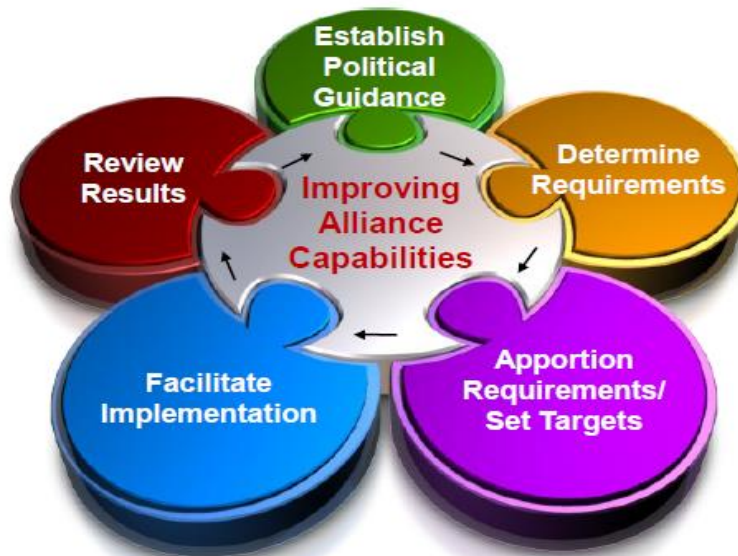 Establish
Political
Guidance
Determine
Requirements
Apportion
Requirements/
Set Targets
Facilitate
Implementation
Review
Results
Improving
Alliance
Capabilities